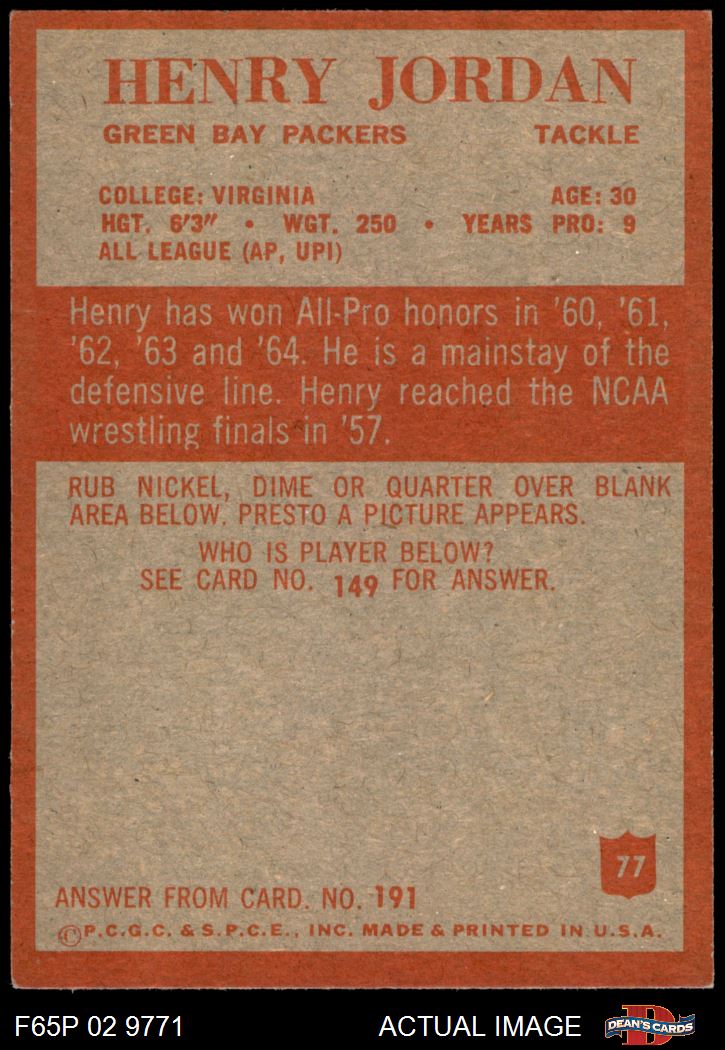 HENRY JORDAN
GREEN BAY PACKERS TACKLE
COLLEGE: VIRGINIA AGE: 30
HGT. 6'3" • WGT. 250 • YEARS PRO: 9
ALL LEAGUE (AP, UPI)
Henry has won All-Pro honors in '60, '61,
'62, '63 and '64. He is a mainstay of the
defensive line. Henry reached the NCAA
wrestling finals in '57.
RUB NICKEL, DIME OR QUARTER OVER BLANK
AREA BELOW. PRESTO A PICTURE APPEARS.
WHO IS PLAYER BELOW?
SEE CARD NO. 149 FOR ANSWER.
77
ANSWER FROM CARD. NO. 191
©P.C.G.C. & S.P.C.E., INC. MADE & PRINTED IN U.S.A.
F65P 02 9771 ACTUAL IMAGE
D
DEAN'S CARDS